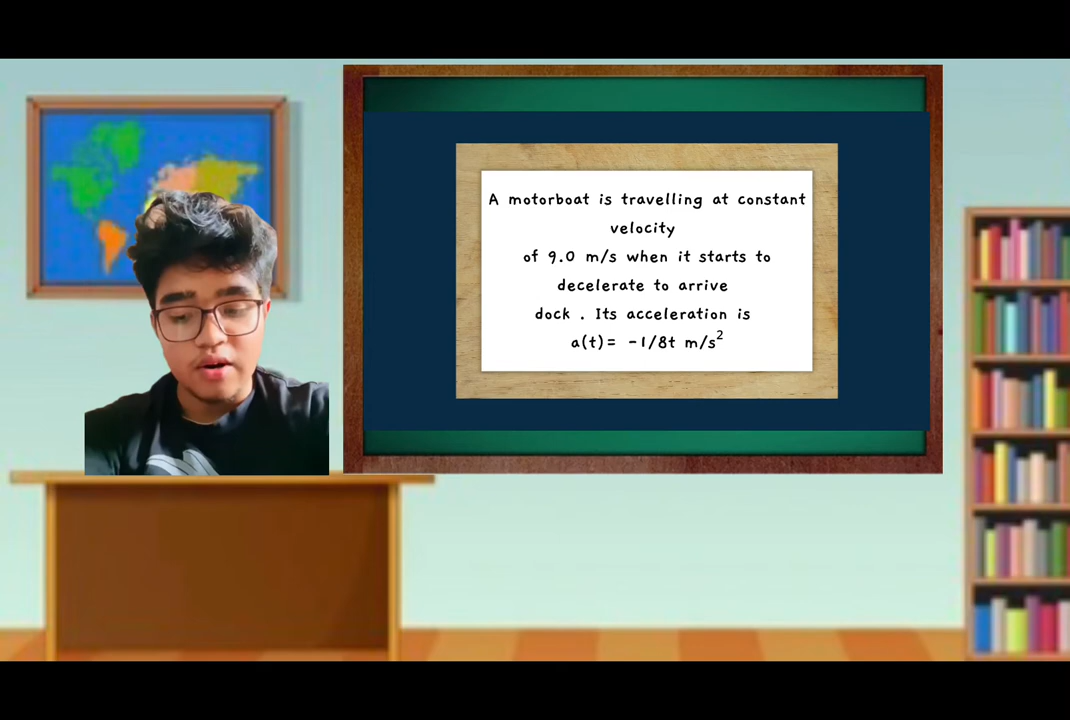 A motorboat is travelling at constant
velocity
of 9.0 m/s when it starts to
decelerate to arrive
dock . Its acceleration is
a(t)= -1/8t m/s²